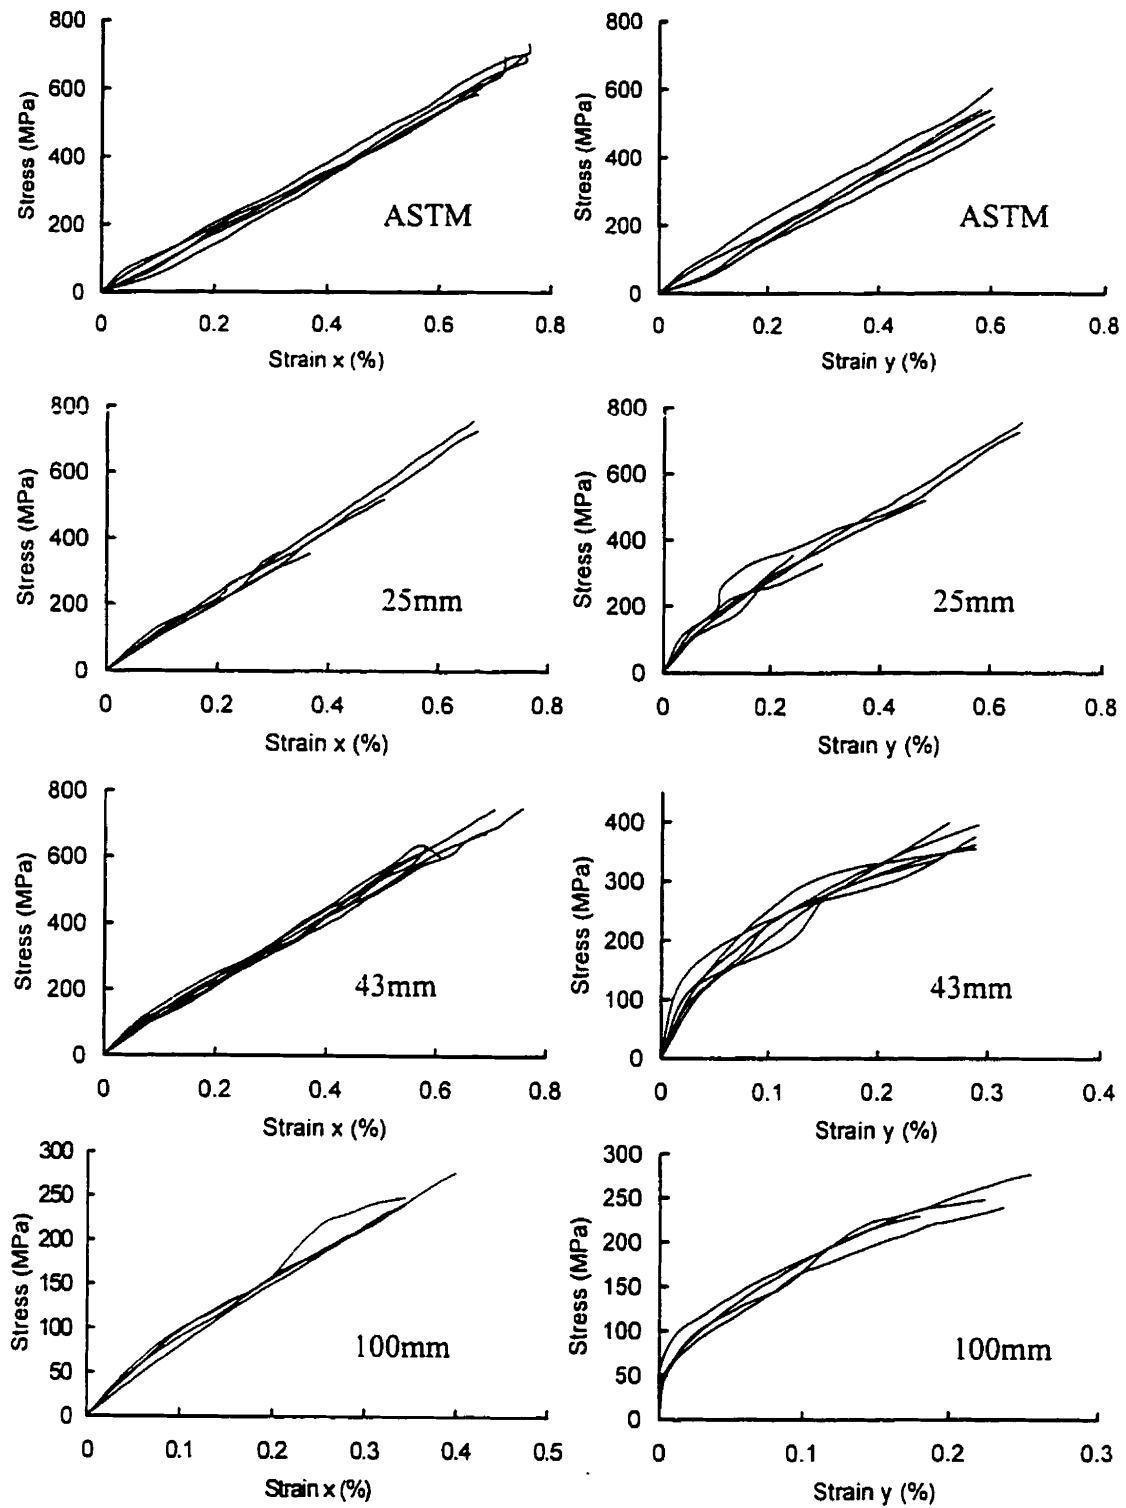 800
600
400
200
0
Stress (MPa)
ASTM
0 0.2 0.4 0.6 0.8
Strain x (%)
800
600
400
200
0
Stress (MPa)
ASTM
0 0.2 0.4 0.6 0.8
Strain y (%)
800
600
400
200
0
Stress (MPa)
25mm
0 0.2 0.4 0.6 0.8
Strain x (%)
800
600
400
200
0
Stress (MPa)
25mm
0 0.2 0.4 0.6 0.8
Strain y (%)
800
600
400
200
0
Stress (MPa)
43mm
0 0.2 0.4 0.6 0.8
Strain x (%)
400
300
200
100
0
Stress (MPa)
43mm
0 0.1 0.2 0.3 0.4
Strain y (%)
300
250
200
150
100
50
0
Stress (MPa)
100mm
0 0.1 0.2 0.3 0.4 0.5
Strain x (%)
300
250
200
150
100
50
0
Stress (MPa)
100mm
0 0.1 0.2 0.3
Strain y (%)